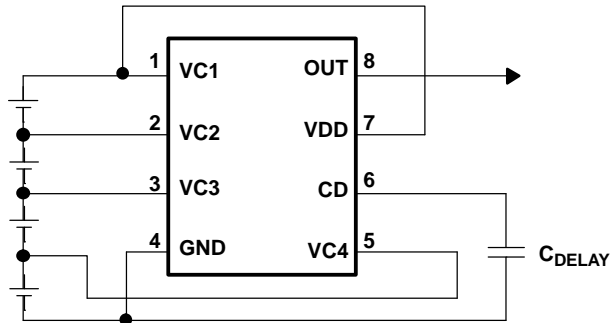 1 VC1 OUT 8
2 VC2 VDD 7
3 VC3 CD 6
4 GND VC4 5
CDELAY